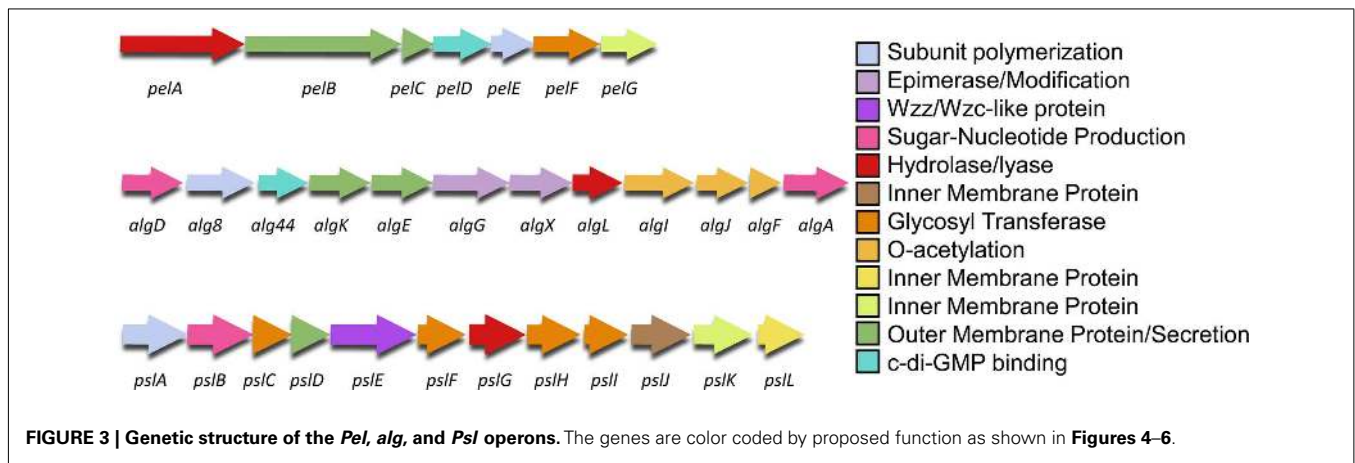 pelA pelB pelC pelD pelE pelF pelG
algD alg8 alg44 algK algE algG algX algL algI algJ algF algA
pslA pslB pslC pslD pslE pslF pslG pslH pslI pslJ pslK pslL
Subunit polymerization
Epimerase/Modification
Wzz/Wzc-like protein
Sugar-Nucleotide Production
Hydrolase/lyase
Inner Membrane Protein
Glycosyl Transferase
O-acetylation
Inner Membrane Protein
Inner Membrane Protein
Outer Membrane Protein/Secretion
c-di-GMP binding
FIGURE 3 | Genetic structure of the Pel, alg, and Psl operons. The genes are color coded by proposed function as shown in Figures 4–6.